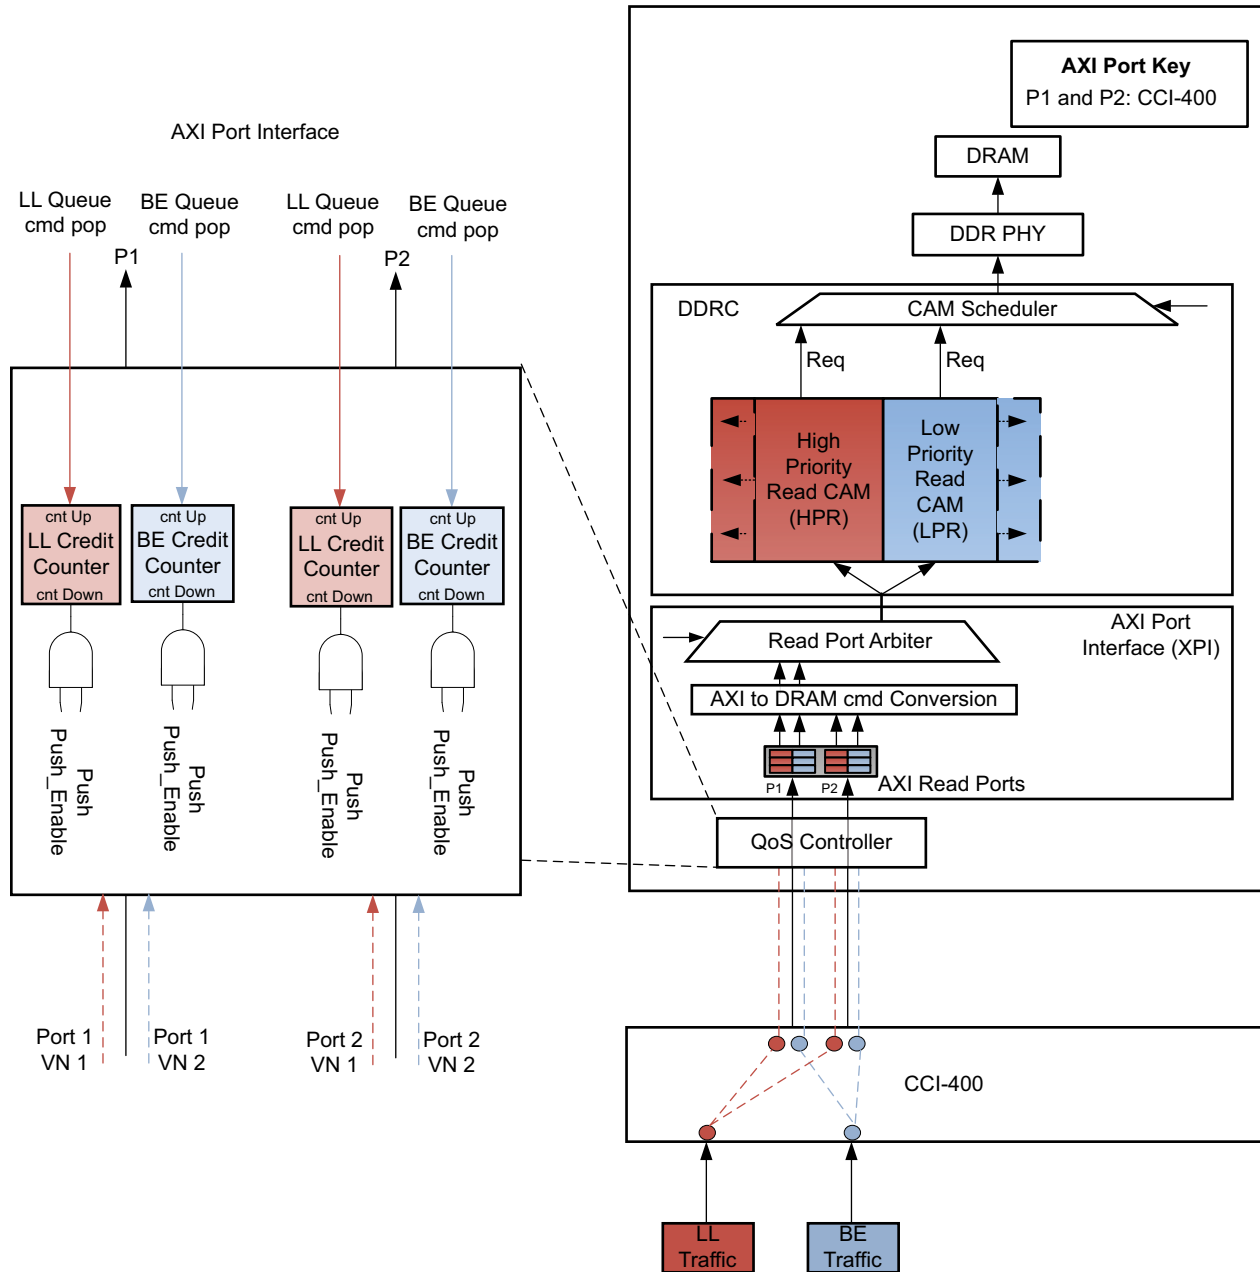 AXI Port Key
P1 and P2: CCI-400
AXI Port Interface
DRAM
LL Queue
cmd pop
BE Queue
cmd pop
LL Queue
cmd pop
BE Queue
cmd pop
P1
P2
DDR PHY
DDRC
CAM Scheduler
Req
Req
High
Priority
Read CAM
(HPR)
Low
Priority
Read
CAM
(LPR)
cnt Up
LL Credit
Counter
cnt Down
cnt Up
BE Credit
Counter
cnt Down
cnt Up
LL Credit
Counter
cnt Down
cnt Up
BE Credit
Counter
cnt Down
Push
Push_Enable
Push
Push_Enable
Push
Push_Enable
Push
Push_Enable
Read Port Arbiter
AXI Port
Interface (XPI)
AXI to DRAM cmd Conversion
P1
P2
AXI Read Ports
QoS Controller
Port 1
VN 1
Port 1
VN 2
Port 2
VN 1
Port 2
VN 2
CCI-400
LL
Traffic
BE
Traffic